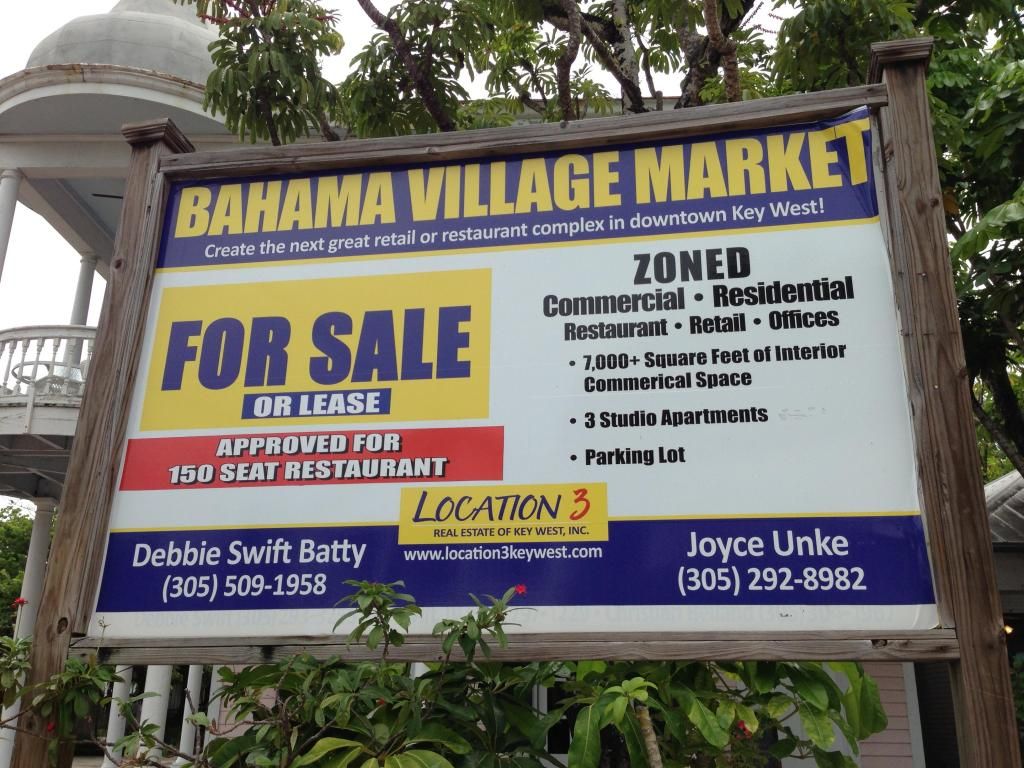 BAHAMA VILLAGE MARKET
Create the next great retail or restaurant complex in downtown Key West!
FOR SALE
OR LEASE
APPROVED FOR
150 SEAT RESTAURANT
ZONED
Commercial • Residential
Restaurant • Retail • Offices
• 7,000+ Square Feet of Interior
Commerical Space
• 3 Studio Apartments
• Parking Lot
LOCATION 3
REAL ESTATE OF KEY WEST, INC.
www.location3keywest.com
Debbie Swift Batty
(305) 509-1958
Joyce Unke
(305) 292-8982